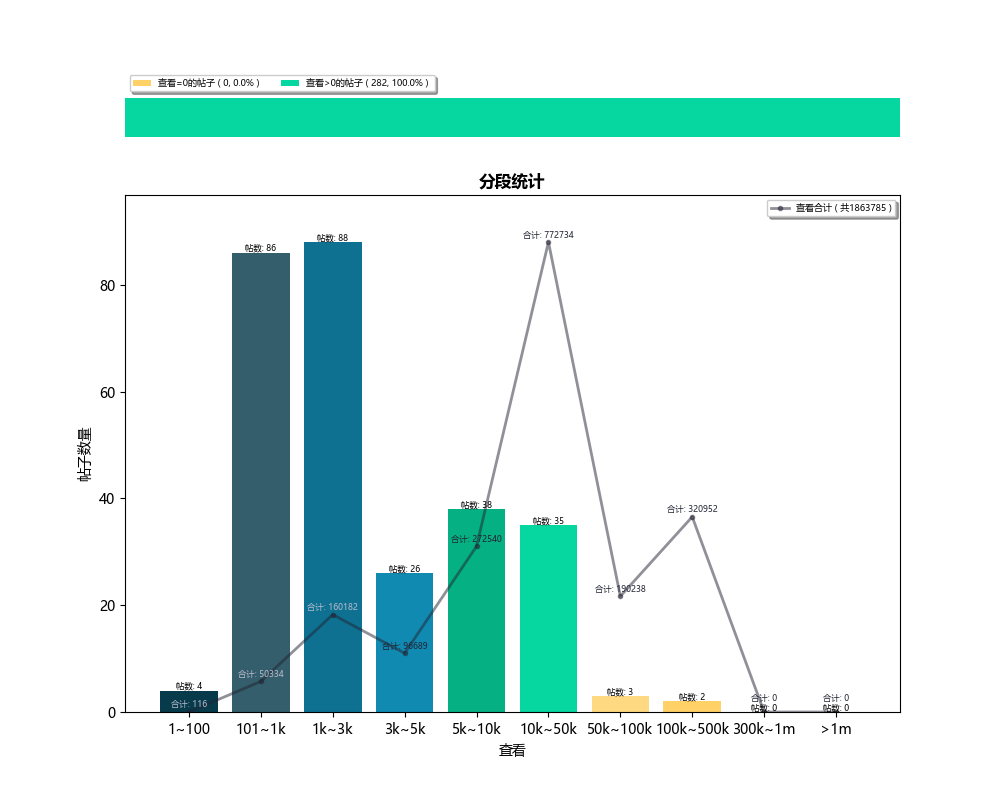 查看=0的帖子 ( 0, 0.0% ) 查看>0的帖子 ( 282, 100.0% )
分段统计
查看合计 ( 共1863785 )
合计: 772734
帖数: 88
帖数: 86
80
60
帖子数量
40
20
0
帖数: 38
合计: 320952
帖数: 35
合计: 272540
帖数: 26
合计: 190238
合计: 160182
合计: 96689
合计: 50334
帖数: 4
合计: 116
帖数: 3
帖数: 2
合计: 0
帖数: 0
合计: 0
帖数: 0
1~100 101~1k 1k~3k 3k~5k 5k~10k 10k~50k 50k~100k 100k~500k 300k~1m >1m
查看